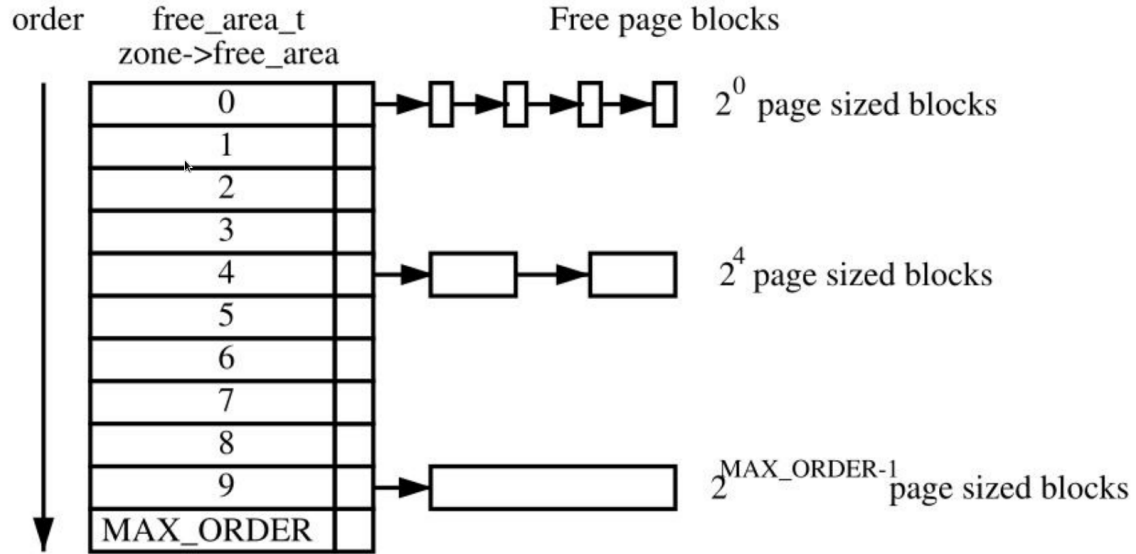 order free_area_t Free page blocks
zone->free_area
0 2^0 page sized blocks
1
2
3
4 2^4 page sized blocks
5
6
7
8
9 2^MAX_ORDER-1 page sized blocks
MAX_ORDER